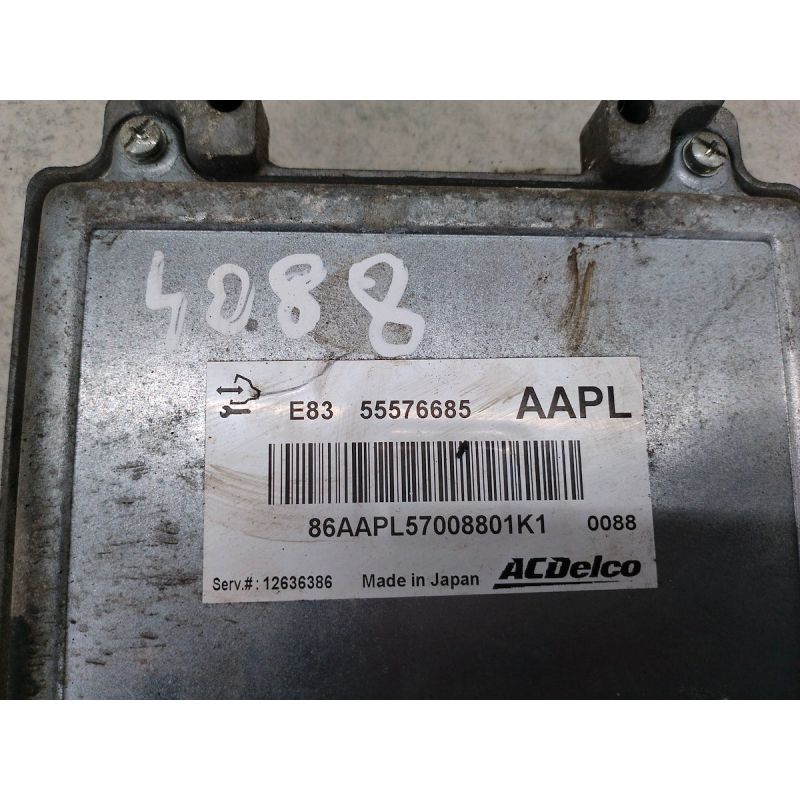 4088
E83 55576685 AAPL
86AAPL57008801K1 0088
Serv.#: 12636386 Made in Japan ACDelco